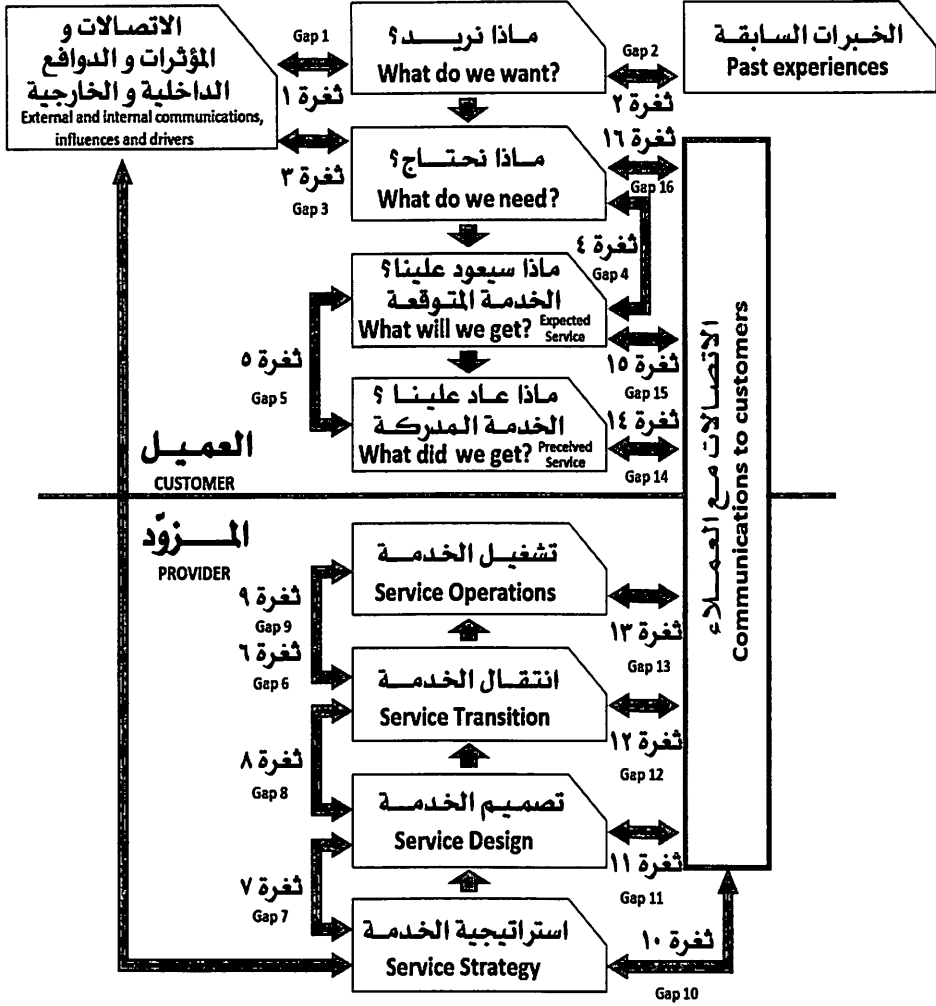 الاتصالات و
المؤثرات و الدوافع
الداخلية و الخارجية
External and internal communications,
influences and drivers
Gap 1
ثغرة ١
ماذا نريد؟
What do we want?
Gap 2
ثغرة ٢
الخبرات السابقة
Past experiences
ثغرة ٣
Gap 3
ماذا نحتاج؟
What do we need?
ثغرة ١٦
Gap 16
ثغرة ٤
Gap 4
ماذا سيعود علينا؟
الخدمة المتوقعة
What will we get? Expected
Service
ثغرة ١٥
Gap 15
ثغرة ٥
Gap 5
ماذا عاد علينا ؟
الخدمة المدركة
What did we get? Preceived
Service
ثغرة ١٤
Gap 14
العميل
CUSTOMER
المزوّد
PROVIDER
الاتصالات مع العملاء
Communications to customers
تشغيل الخدمة
Service Operations
ثغرة ٩
Gap 9
ثغرة ٦
Gap 6
ثغرة ١٣
Gap 13
انتقال الخدمة
Service Transition
ثغرة ١٢
Gap 12
ثغرة ٨
Gap 8
تصميم الخدمة
Service Design
ثغرة ١١
Gap 11
ثغرة ٧
Gap 7
استراتيجية الخدمة
Service Strategy
ثغرة ١٠
Gap 10